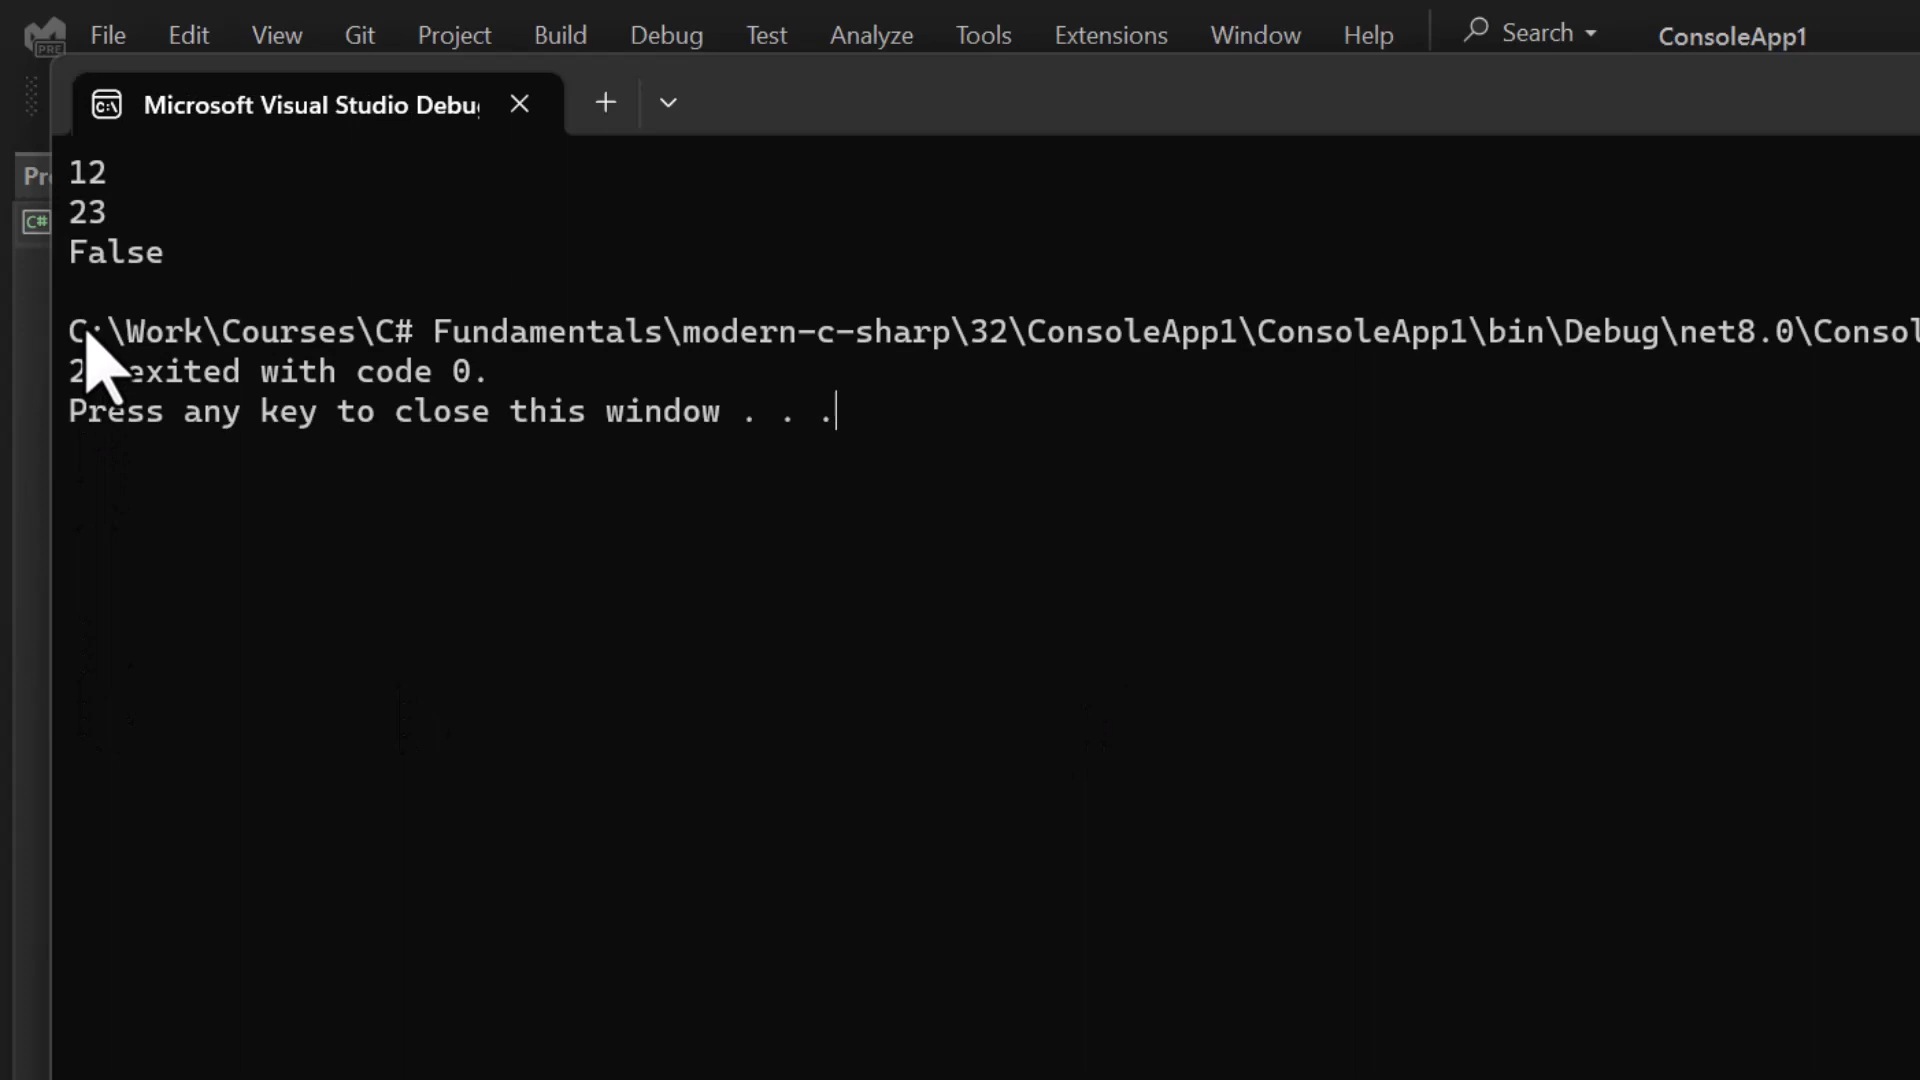 File Edit View Git Project Build Debug Test Analyze Tools Extensions Window Help Search ConsoleApp1
PRE
Microsoft Visual Studio Debu
12
Pr
23
C#
False
C:\Work\Courses\C# Fundamentals\modern-c-sharp\32\ConsoleApp1\ConsoleApp1\bin\Debug\net8.0\Consol
exited with code 0.
Press any key to close this window . . .